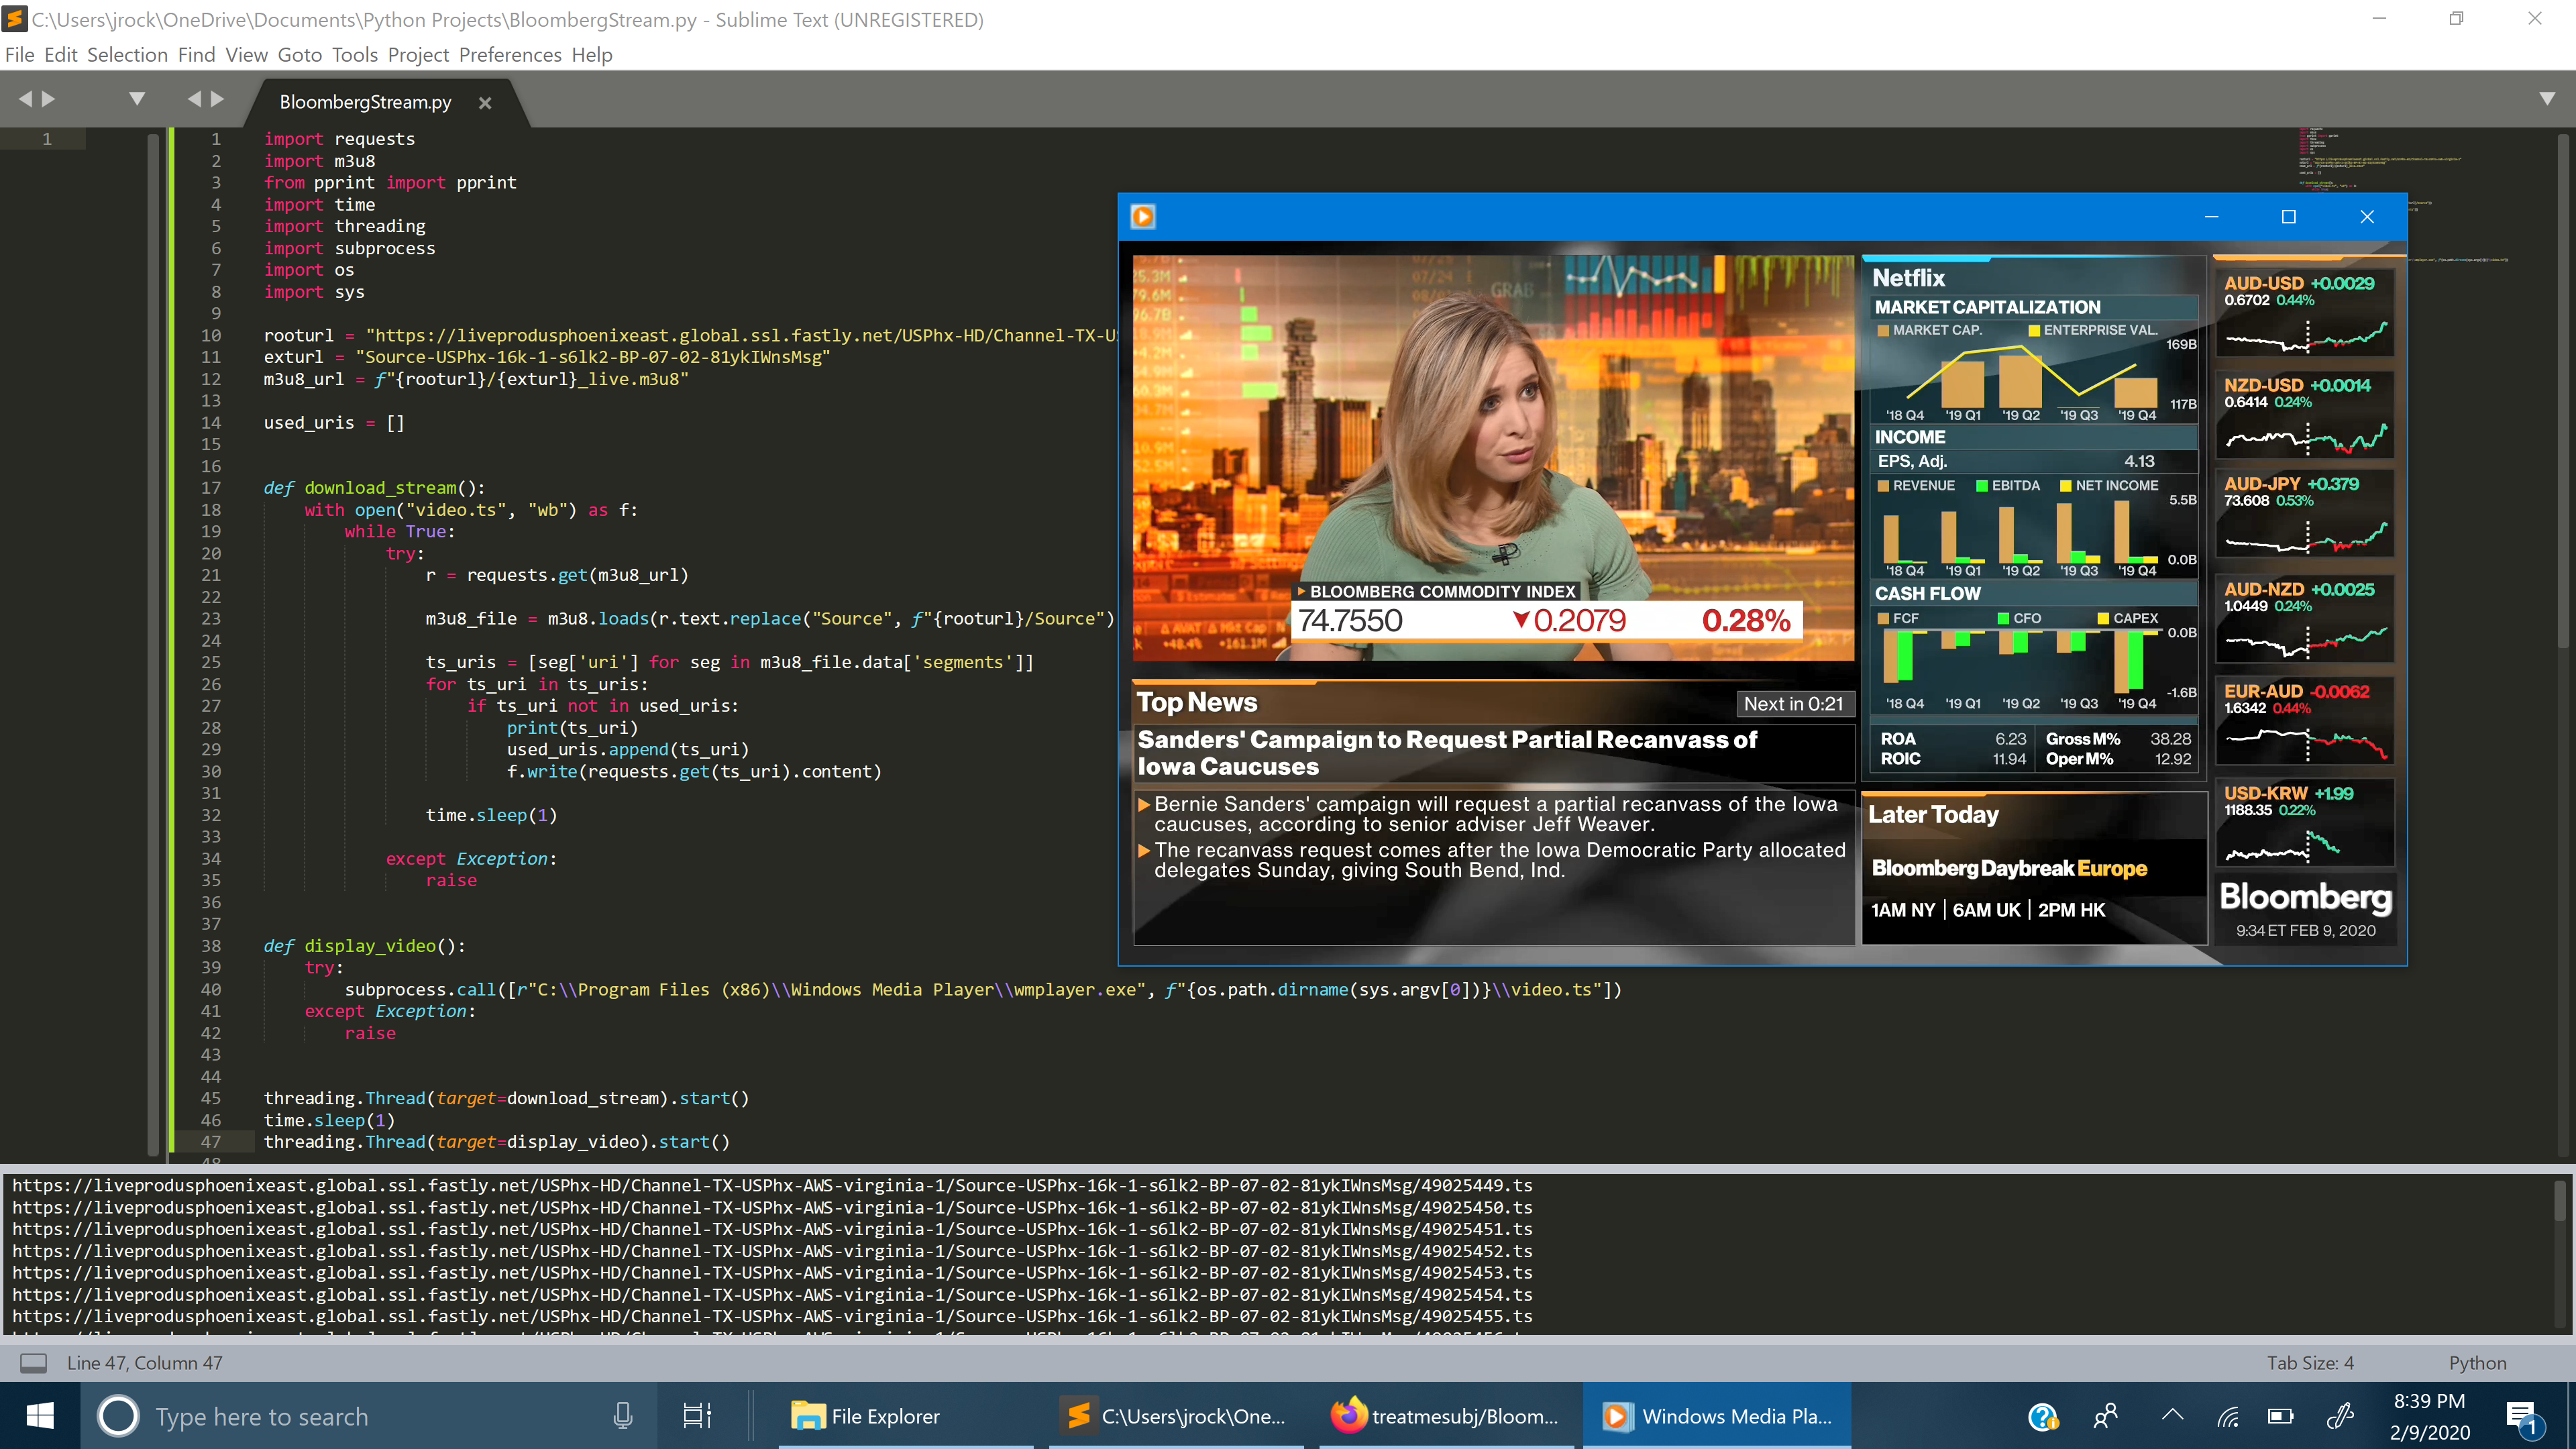 C:\Users\jrock\OneDrive\Documents\Python Projects\BloombergStream.py - Sublime Text (UNREGISTERED)
File Edit Selection Find View Goto Tools Project Preferences Help
BloombergStream.py
1
1 import requests
2 import m3u8
3 from pprint import pprint
4 import time
5 import threading
6 import subprocess
7 import os
8 import sys
9
10 rooturl = "https://liveprodusphoenixeast.global.ssl.fastly.net/USPhx-HD/Channel-TX-U
11 exturl = "Source-USPhx-16k-1-s6lk2-BP-07-02-81ykIWnsMsg"
12 m3u8_url = f"{rooturl}/{exturl}_live.m3u8"
13
14 used_uris = []
15
16
17 def download_stream():
18 with open("video.ts", "wb") as f:
19 while True:
20 try:
21 r = requests.get(m3u8_url)
22
23 m3u8_file = m3u8.loads(r.text.replace("Source", f"{rooturl}/Source")
24
25 ts_uris = [seg['uri'] for seg in m3u8_file.data['segments']]
26 for ts_uri in ts_uris:
27 if ts_uri not in used_uris:
28 print(ts_uri)
29 used_uris.append(ts_uri)
30 f.write(requests.get(ts_uri).content)
31
32 time.sleep(1)
33
34 except Exception:
35 raise
36
37
38 def display_video():
39 try:
40 subprocess.call([r"C:\\Program Files (x86)\\Windows Media Player\\wmplayer.exe", f"{os.path.dirname(sys.argv[0])}\\video.ts"])
41 except Exception:
42 raise
43
44
45 threading.Thread(target=download_stream).start()
46 time.sleep(1)
47 threading.Thread(target=display_video).start()
48
GRAB
BLOOMBERG COMMODITY INDEX
74.7550 0.2079 0.28%
Top News Next in 0:21
Sanders' Campaign to Request Partial Recanvass of
Iowa Caucuses
Bernie Sanders' campaign will request a partial recanvass of the Iowa
caucuses, according to senior adviser Jeff Weaver.
The recanvass request comes after the Iowa Democratic Party allocated
delegates Sunday, giving South Bend, Ind.
Netflix
MARKET CAPITALIZATION
MARKET CAP. ENTERPRISE VAL.
169B
117B
'18 Q4 '19 Q1 '19 Q2 '19 Q3 '19 Q4
INCOME
EPS, Adj. 4.13
REVENUE EBITDA NET INCOME
5.5B
0.0B
'18 Q4 '19 Q1 '19 Q2 '19 Q3 '19 Q4
CASH FLOW
FCF CFO CAPEX
0.0B
-1.6B
'18 Q4 '19 Q1 '19 Q2 '19 Q3 '19 Q4
ROA 6.23 Gross M% 38.28
ROIC 11.94 Oper M% 12.92
Later Today
Bloomberg Daybreak Europe
1AM NY | 6AM UK | 2PM HK
AUD-USD +0.0029
0.6702 0.44%
NZD-USD +0.0014
0.6414 0.24%
AUD-JPY +0.379
73.608 0.53%
AUD-NZD +0.0025
1.0449 0.24%
EUR-AUD -0.0062
1.6342 0.44%
USD-KRW +1.99
1188.35 0.22%
Bloomberg
9:34 ET FEB 9, 2020
https://liveprodusphoenixeast.global.ssl.fastly.net/USPhx-HD/Channel-TX-USPhx-AWS-virginia-1/Source-USPhx-16k-1-s6lk2-BP-07-02-81ykIWnsMsg/49025449.ts
https://liveprodusphoenixeast.global.ssl.fastly.net/USPhx-HD/Channel-TX-USPhx-AWS-virginia-1/Source-USPhx-16k-1-s6lk2-BP-07-02-81ykIWnsMsg/49025450.ts
https://liveprodusphoenixeast.global.ssl.fastly.net/USPhx-HD/Channel-TX-USPhx-AWS-virginia-1/Source-USPhx-16k-1-s6lk2-BP-07-02-81ykIWnsMsg/49025451.ts
https://liveprodusphoenixeast.global.ssl.fastly.net/USPhx-HD/Channel-TX-USPhx-AWS-virginia-1/Source-USPhx-16k-1-s6lk2-BP-07-02-81ykIWnsMsg/49025452.ts
https://liveprodusphoenixeast.global.ssl.fastly.net/USPhx-HD/Channel-TX-USPhx-AWS-virginia-1/Source-USPhx-16k-1-s6lk2-BP-07-02-81ykIWnsMsg/49025453.ts
https://liveprodusphoenixeast.global.ssl.fastly.net/USPhx-HD/Channel-TX-USPhx-AWS-virginia-1/Source-USPhx-16k-1-s6lk2-BP-07-02-81ykIWnsMsg/49025454.ts
https://liveprodusphoenixeast.global.ssl.fastly.net/USPhx-HD/Channel-TX-USPhx-AWS-virginia-1/Source-USPhx-16k-1-s6lk2-BP-07-02-81ykIWnsMsg/49025455.ts
Line 47, Column 47 Tab Size: 4 Python
Type here to search
File Explorer
C:\Users\jrock\One...
treatmesubj/Bloom...
Windows Media Pla...
8:39 PM
2/9/2020
1